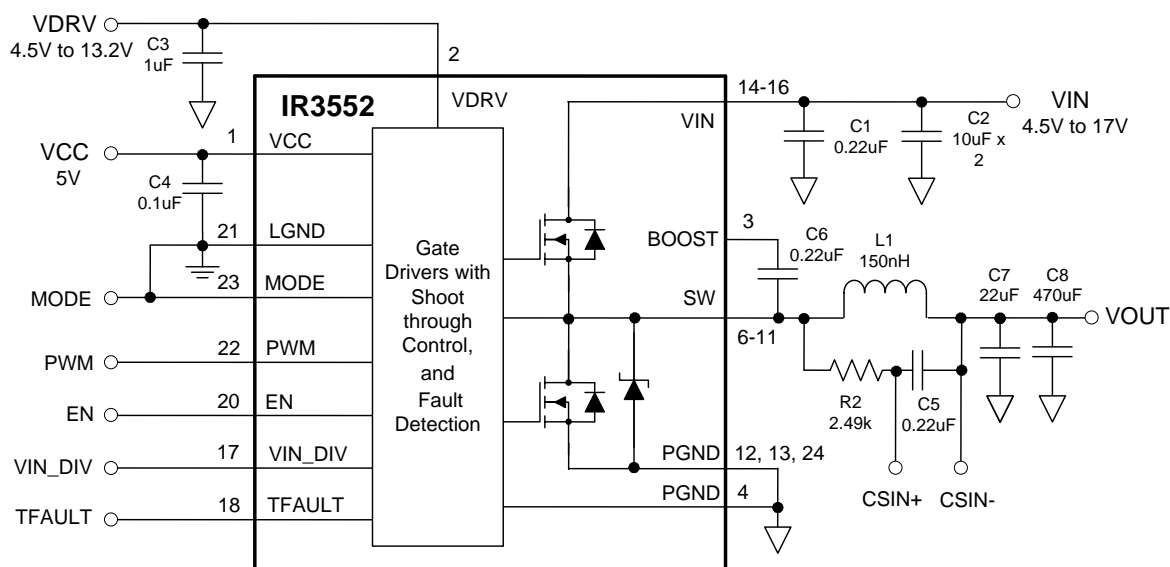 VDRV
4.5V to 13.2V
C3
1uF
2
IR3552
VDRV
14-16
VIN
VIN
4.5V to 17V
C1
0.22uF
C2
10uF x
2
VCC
5V
1
VCC
C4
0.1uF
21
LGND
MODE
23
MODE
PWM
22
PWM
EN
20
EN
VIN_DIV
17
VIN_DIV
TFAULT
18
TFAULT
Gate
Drivers with
Shoot
through
Control,
and
Fault
Detection
BOOST
3
C6
0.22uF
L1
150nH
SW
6-11
C7
22uF
C8
470uF
VOUT
R2
2.49k
C5
0.22uF
PGND
12, 13, 24
PGND
4
CSIN+
CSIN-